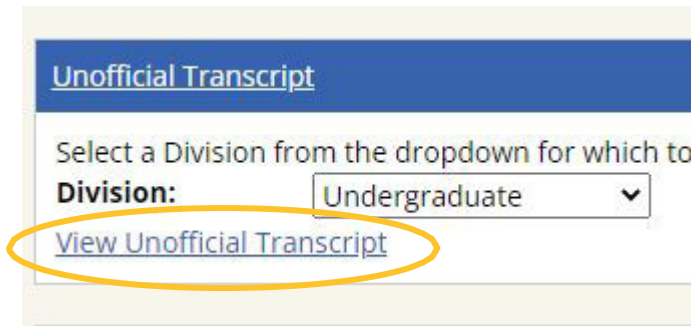 Unofficial Transcript
Select a Division from the dropdown for which to
Division: Undergraduate
View Unofficial Transcript